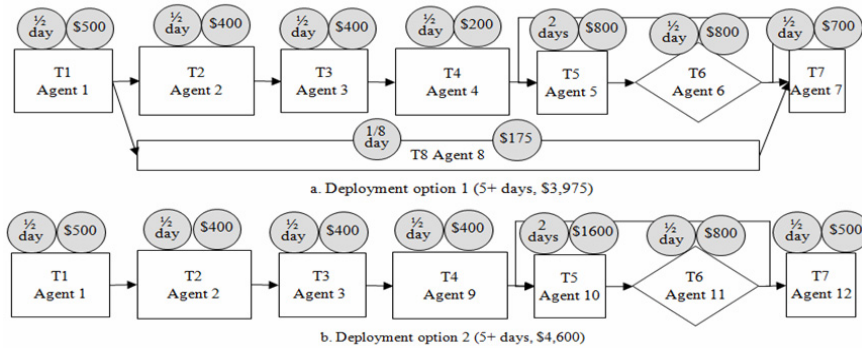 ½ day $500 ½ day $400 ½ day $400 ½ day $200 2 days $800 ½ day $800 ½ day $700
T1 T2 T3 T4 T5 T6 T7
Agent 1 Agent 2 Agent 3 Agent 4 Agent 5 Agent 6 Agent 7
1/8 day $175
T8 Agent 8
a. Deployment option 1 (5+ days, $3,975)
½ day $500 ½ day $400 ½ day $400 ½ day $400 2 days $1600 ½ day $800 ½ day $500
T1 T2 T3 T4 T5 T6 T7
Agent 1 Agent 2 Agent 3 Agent 9 Agent 10 Agent 11 Agent 12
b. Deployment option 2 (5+ days, $4,600)